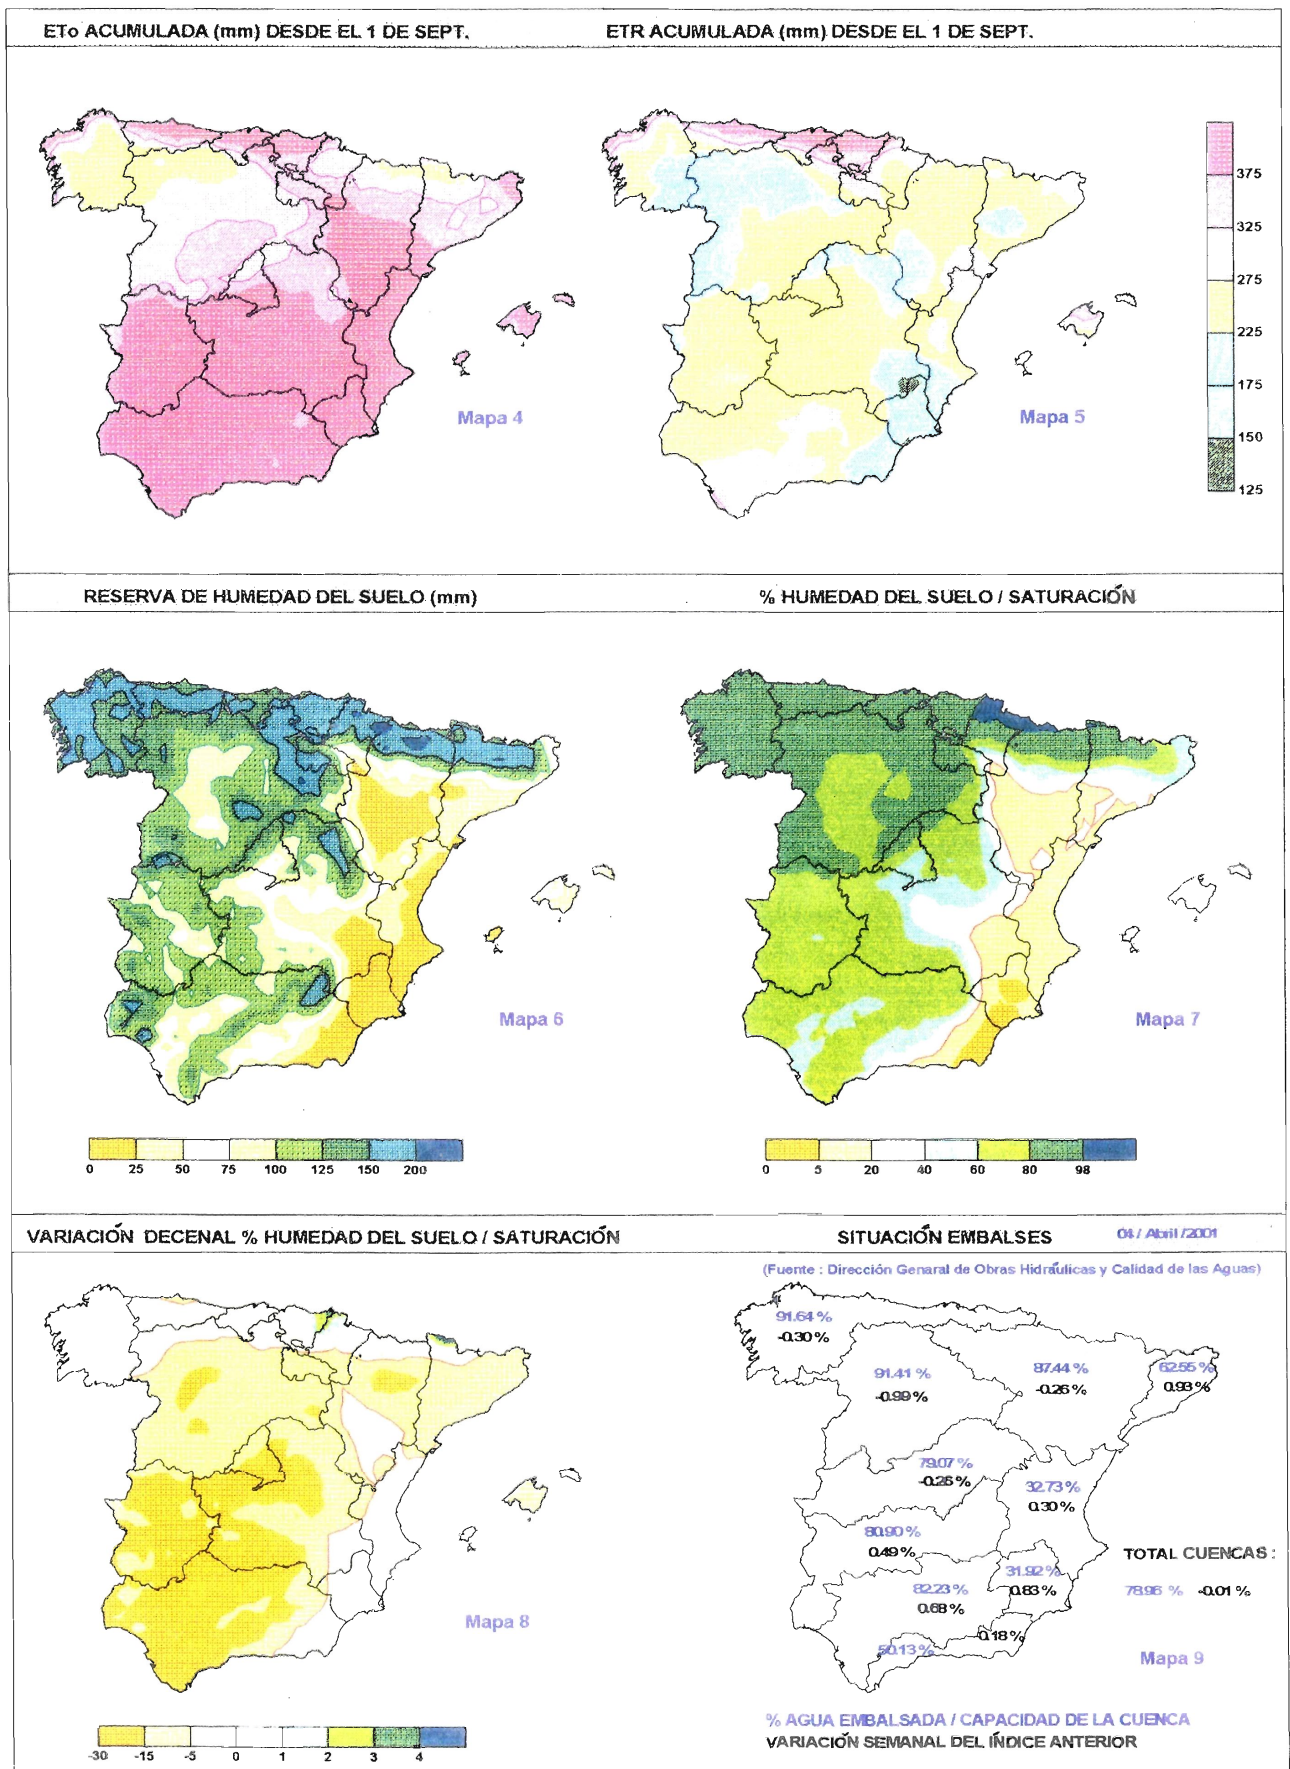 ETo ACUMULADA (mm) DESDE EL 1 DE SEPT.
ETR ACUMULADA (mm) DESDE EL 1 DE SEPT.
375
325
275
225
175
150
125
Mapa 4
Mapa 5
RESERVA DE HUMEDAD DEL SUELO (mm)
% HUMEDAD DEL SUELO / SATURACIÓN
Mapa 6
Mapa 7
0 25 50 75 100 125 150 200
0 5 20 40 60 80 98
VARIACIÓN DECENAL % HUMEDAD DEL SUELO / SATURACIÓN
SITUACIÓN EMBALSES
04 / Abril /2001
(Fuente : Dirección Genaral de Obras Hidráulicas y Calidad de las Aguas)
91.64 %
-0.30 %
91.41 %
-0.99 %
87.44 %
-0.26 %
62.55 %
0.93 %
79.07 %
-0.26 %
32.73 %
0.30 %
80.90 %
0.49 %
31.92 %
0.83 %
82.23 %
0.68 %
50.13 %
0.18 %
TOTAL CUENCAS :
78.96 % -0.01 %
Mapa 8
Mapa 9
-30 -15 -5 0 1 2 3 4
% AGUA EMBALSADA / CAPACIDAD DE LA CUENCA
VARIACIÓN SEMANAL DEL ÍNDICE ANTERIOR